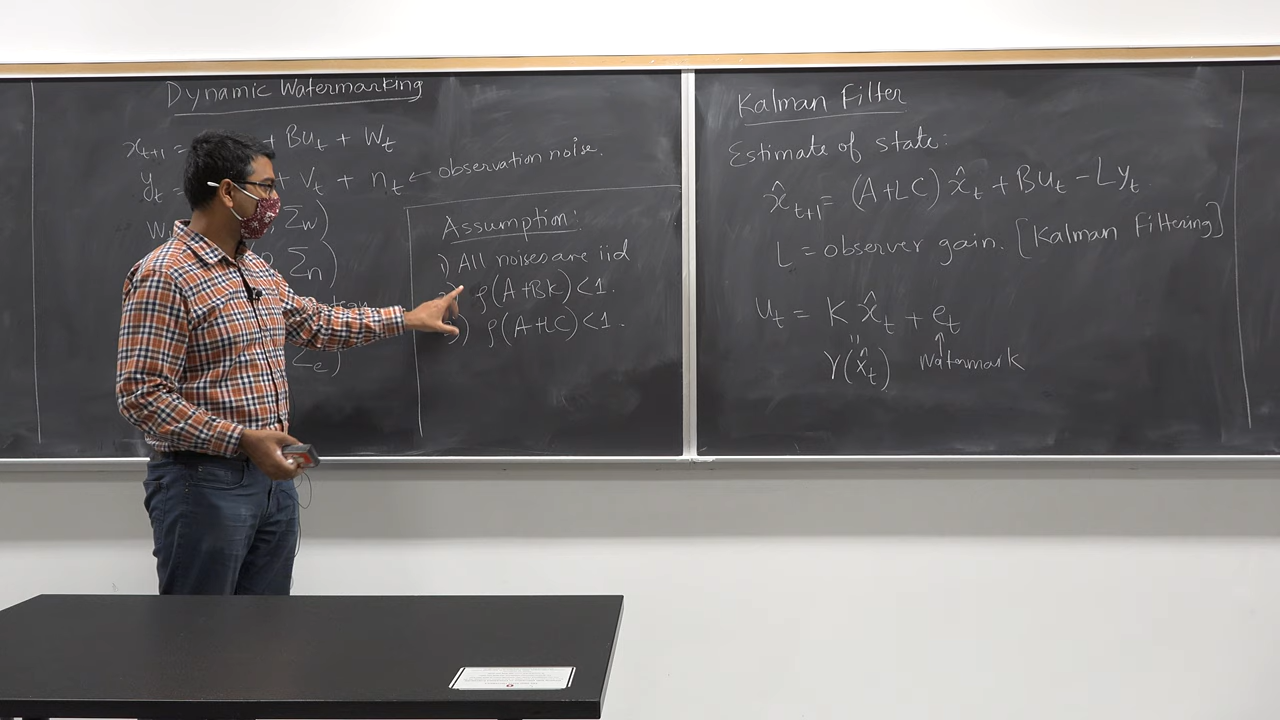 Dynamic Watermarking
x_{t+1} = + Bu_t + w_t
y_t = + v_t + n_t ← observation noise.
w_t Σ_w)
Σ_n)
Σ_e)
Assumption:
1) All noises are iid
ρ(A+BK) < 1.
3) ρ(A+LC) < 1.
Kalman Filter
Estimate of state:
x̂_{t+1} = (A+LC) x̂_t + Bu_t - Ly_t.
L = observer gain. [Kalman Filtering]
u_t = K x̂_t + e_t
γ(x̂_t) watermark